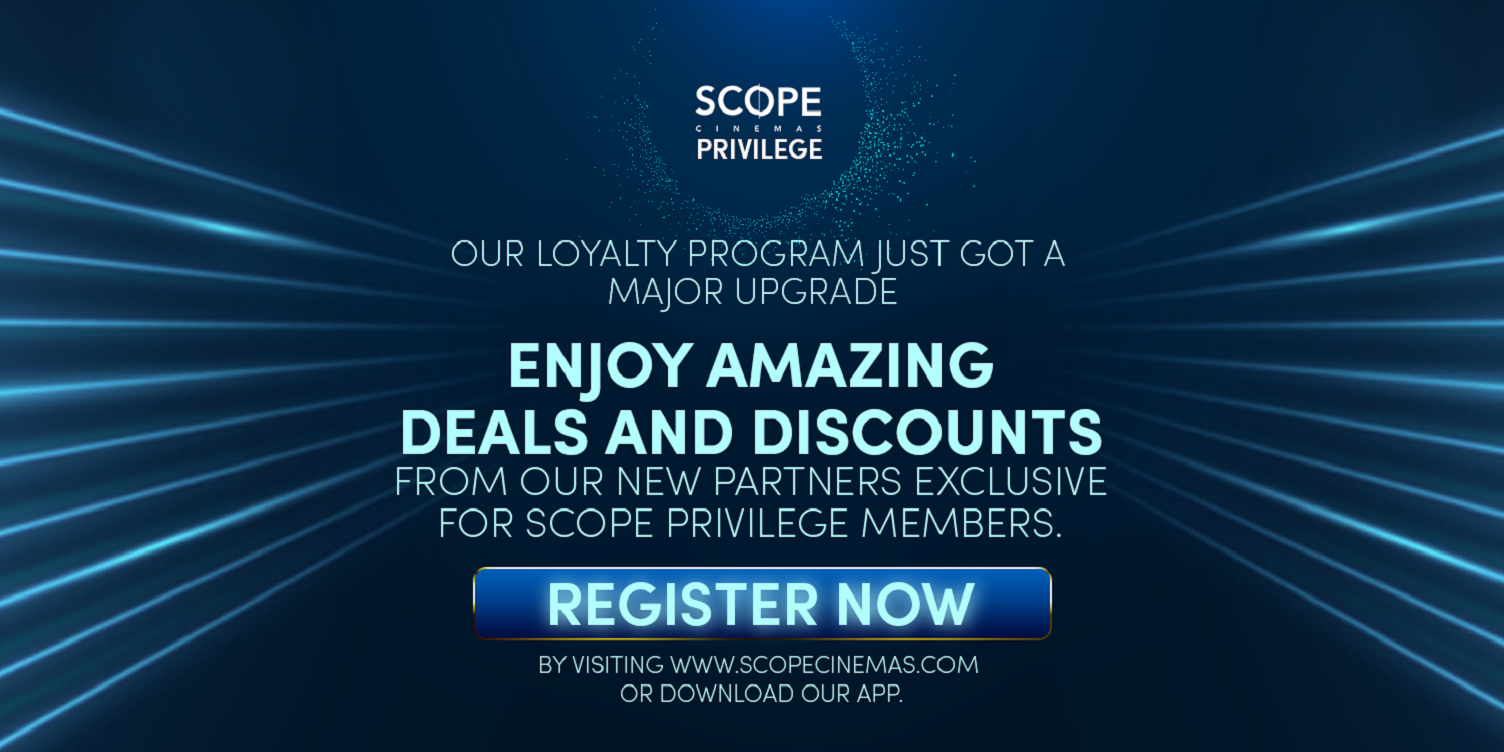 SCOPE
CINEMAS
PRIVILEGE
OUR LOYALTY PROGRAM JUST GOT A
MAJOR UPGRADE
ENJOY AMAZING
DEALS AND DISCOUNTS
FROM OUR NEW PARTNERS EXCLUSIVE
FOR SCOPE PRIVILEGE MEMBERS.
REGISTER NOW
BY VISITING WWW.SCOPECINEMAS.COM
OR DOWNLOAD OUR APP.